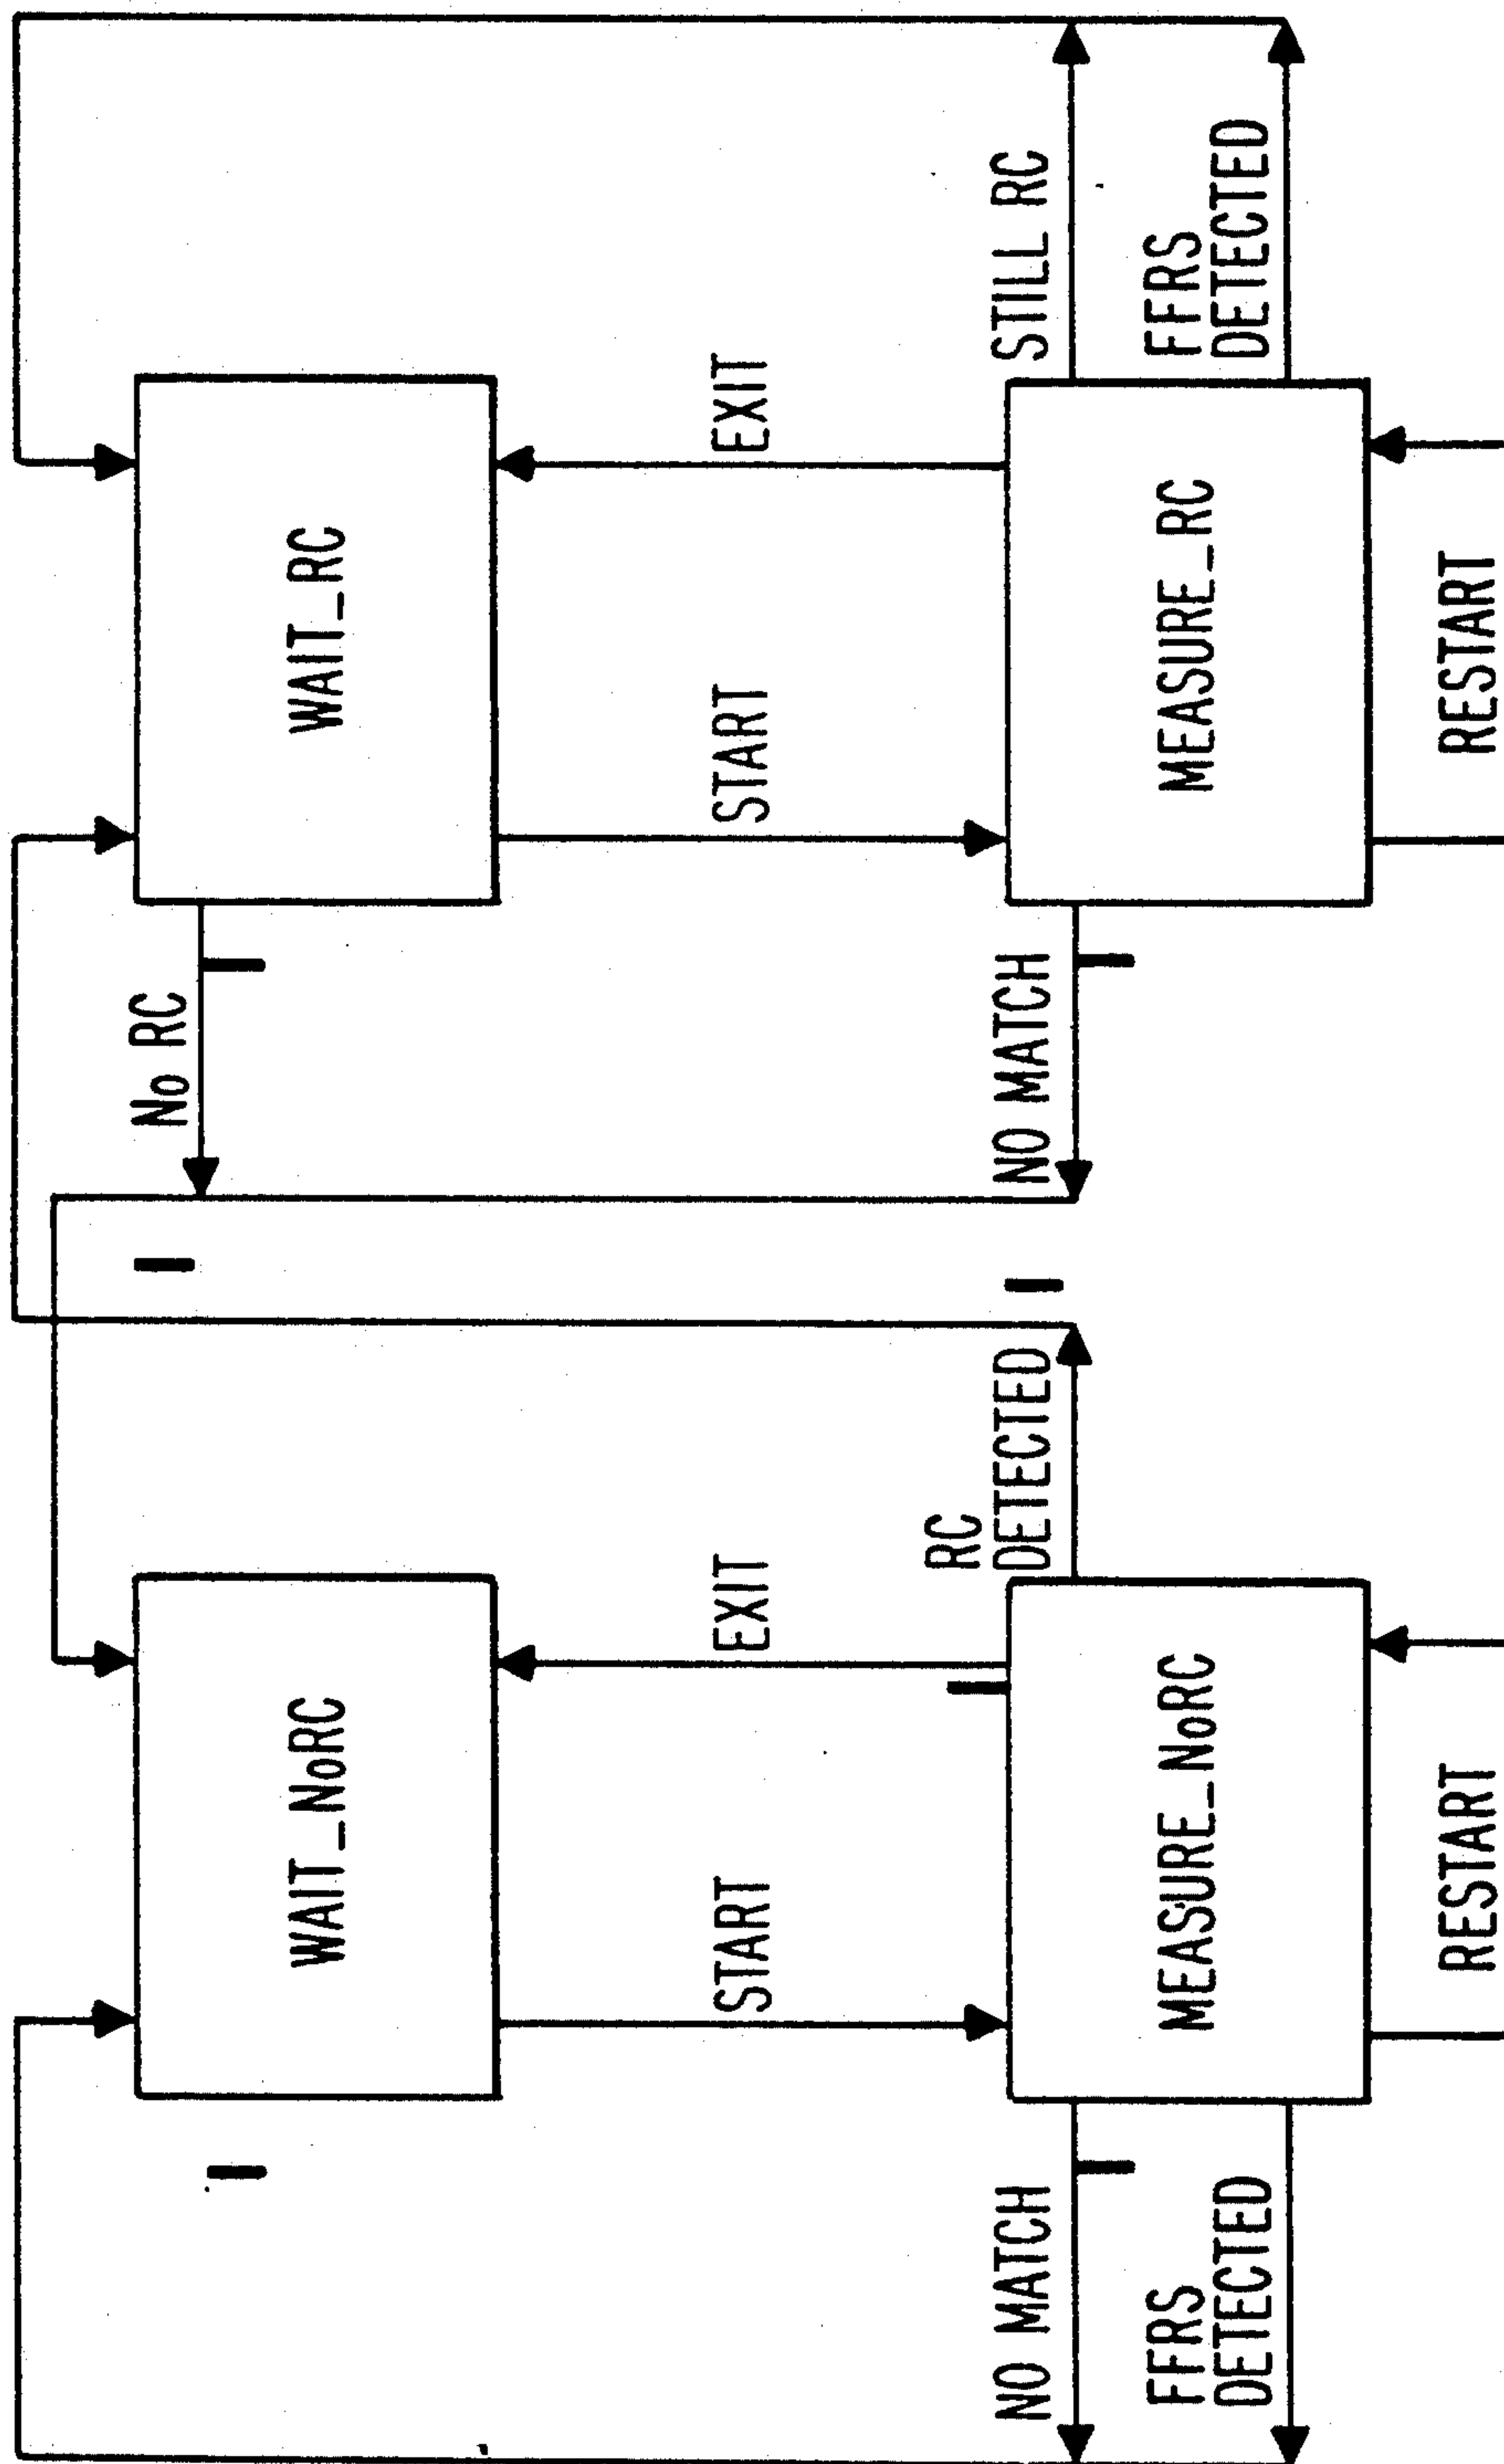 No RC
WAIT_NoRC
WAIT_RC
START
EXIT
START
EXIT
NO MATCH
RC
DETECTED
NO MATCH
STILL RC
FFRS
DETECTED
MEASURE_NoRC
MEASURE_RC
FFRS
DETECTED
RESTART
RESTART